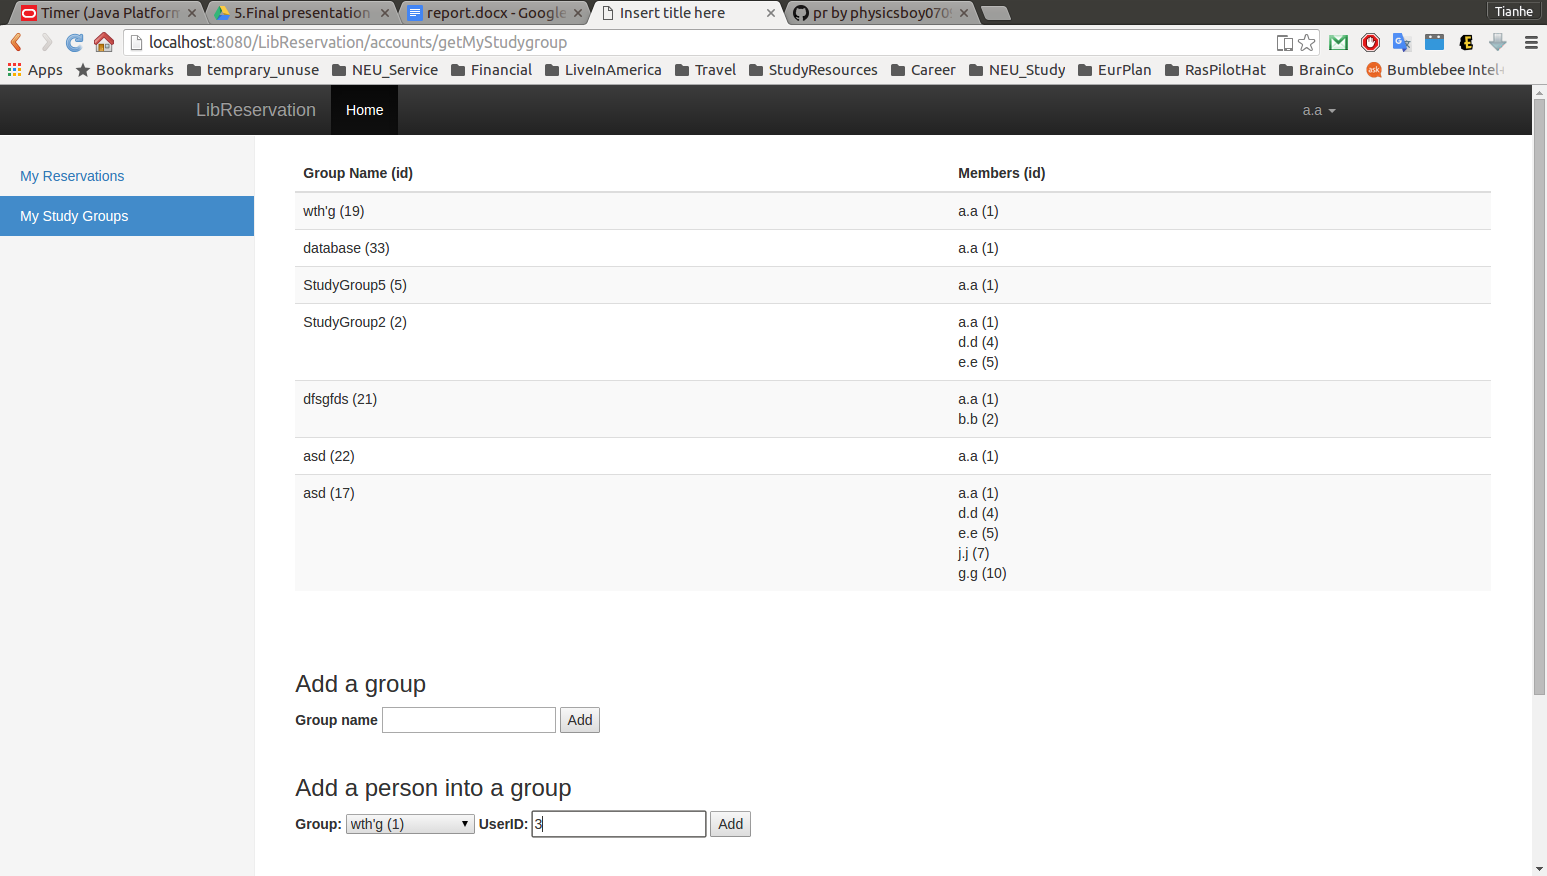 Timer (Java Platform
5.Final presentation
report.docx - Google
Insert title here
pr by physicsboy070
Tianhe
localhost:8080/LibReservation/accounts/getMyStudygroup
Apps
Bookmarks
temprary_unuse
NEU_Service
Financial
LiveInAmerica
Travel
StudyResources
Career
NEU_Study
EurPlan
RasPilotHat
BrainCo
ask
Bumblebee Intel
LibReservation
Home
a.a
My Reservations
My Study Groups
Group Name (id) Members (id)
wth'g (19) a.a (1)
database (33) a.a (1)
StudyGroup5 (5) a.a (1)
StudyGroup2 (2) a.a (1)
d.d (4)
e.e (5)
dfsgfds (21) a.a (1)
b.b (2)
asd (22) a.a (1)
asd (17) a.a (1)
d.d (4)
e.e (5)
j.j (7)
g.g (10)
Add a group
Group name Add
Add a person into a group
Group: wth'g (1) UserID: 3 Add